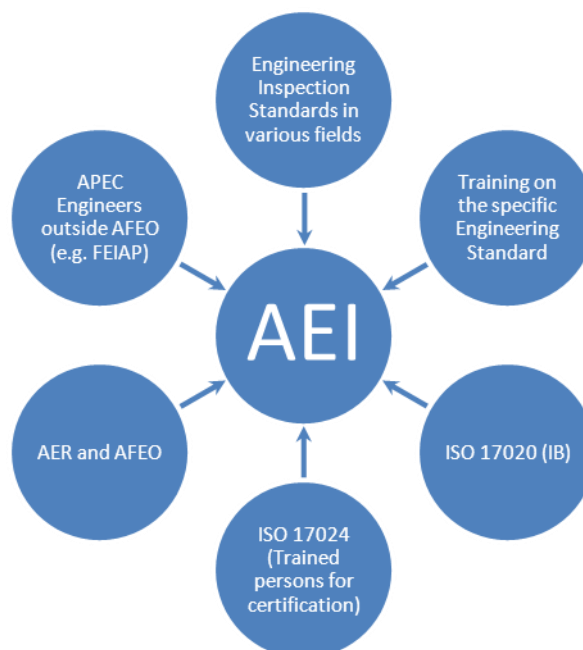 Engineering
Inspection
Standards in
various fields
APEC
Engineers
outside AFEO
(e.g. FEIAP)
Training on
the specific
Engineering
Standard
AEI
AER and AFEO
ISO 17020 (IB)
ISO 17024
(Trained
persons for
certification)